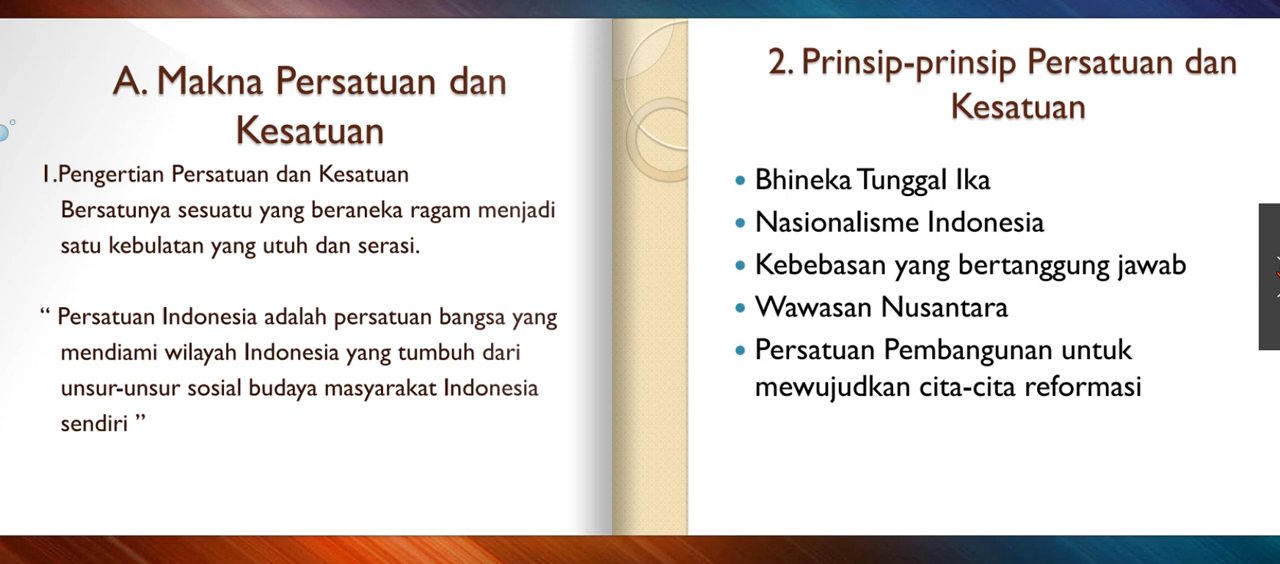 A. Makna Persatuan dan
Kesatuan
1.Pengertian Persatuan dan Kesatuan
Bersatunya sesuatu yang beraneka ragam menjadi
satu kebulatan yang utuh dan serasi.
“ Persatuan Indonesia adalah persatuan bangsa yang
mendiami wilayah Indonesia yang tumbuh dari
unsur-unsur sosial budaya masyarakat Indonesia
sendiri ”
2. Prinsip-prinsip Persatuan dan
Kesatuan
• Bhineka Tunggal Ika
• Nasionalisme Indonesia
• Kebebasan yang bertanggung jawab
• Wawasan Nusantara
• Persatuan Pembangunan untuk
mewujudkan cita-cita reformasi